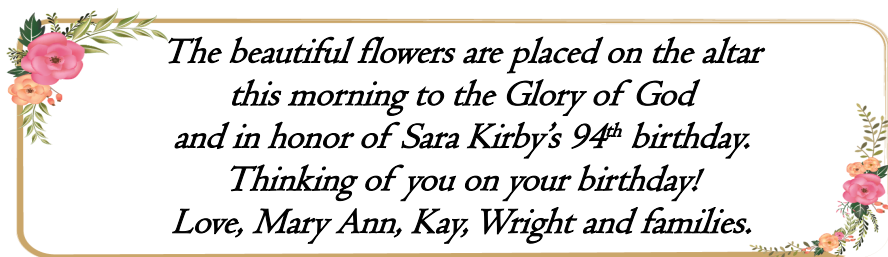 The beautiful flowers are placed on the altar
this morning to the Glory of God
and in honor of Sara Kirby's 94th birthday.
Thinking of you on your birthday!
Love, Mary Ann, Kay, Wright and families.